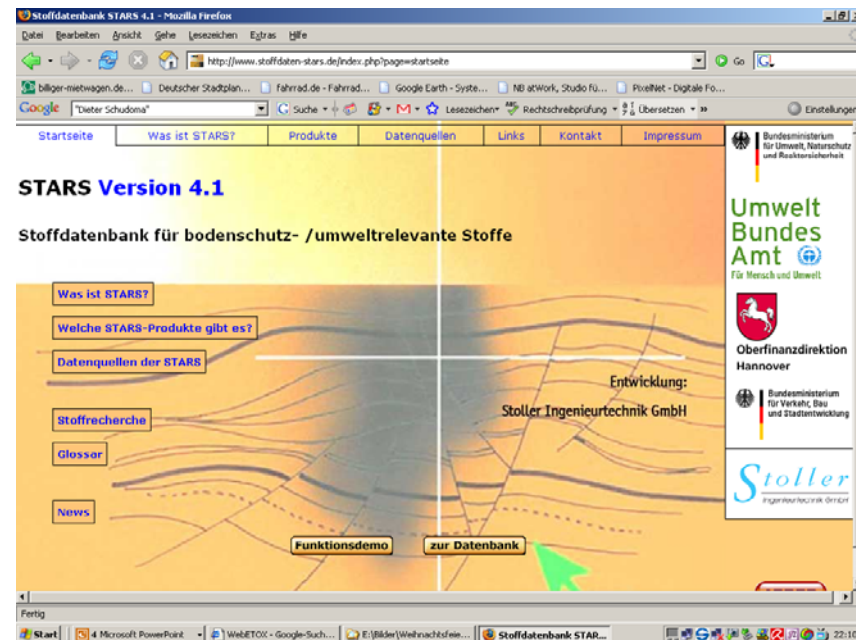 Stoffdatenbank STARS 4.1 - Mozilla Firefox
Datei Bearbeiten Ansicht Gehe Lesezeichen Extras Hilfe
http://www.stoffdaten-stars.de/index.php?page=startseite Go
billiger-mietwagen.de... Deutscher Stadtplan... Fahrrad.de - Fahrrad... Google Earth - Syste... NB atWork, Studio fü... PixelNet - Digitale Fo...
Google "Dieter Schudoma" Suche Lesezeichen Rechtschreibprüfung Übersetzen Einstellungen
Startseite Was ist STARS? Produkte Datenquellen Links Kontakt Impressum
Bundesministerium
für Umwelt, Naturschutz
und Reaktorsicherheit
STARS Version 4.1
Umwelt
Bundes
Amt
Für Mensch und Umwelt
Stoffdatenbank für bodenschutz- /umweltrelevante Stoffe
Was ist STARS?
Welche STARS-Produkte gibt es?
Datenquellen der STARS
Oberfinanzdirektion
Hannover
Entwicklung:
Stoller Ingenieurtechnik GmbH
Bundesministerium
für Verkehr, Bau
und Stadtentwicklung
Stoffrecherche
Glossar
Stoller
Ingenieurtechnik GmbH
News
Funktionsdemo zur Datenbank
Fertig
Start 4 Microsoft PowerPoint WebETOX - Google-Such... E:\Bilder\Weihnachtsfeie... Stoffdatenbank STAR... 22:10